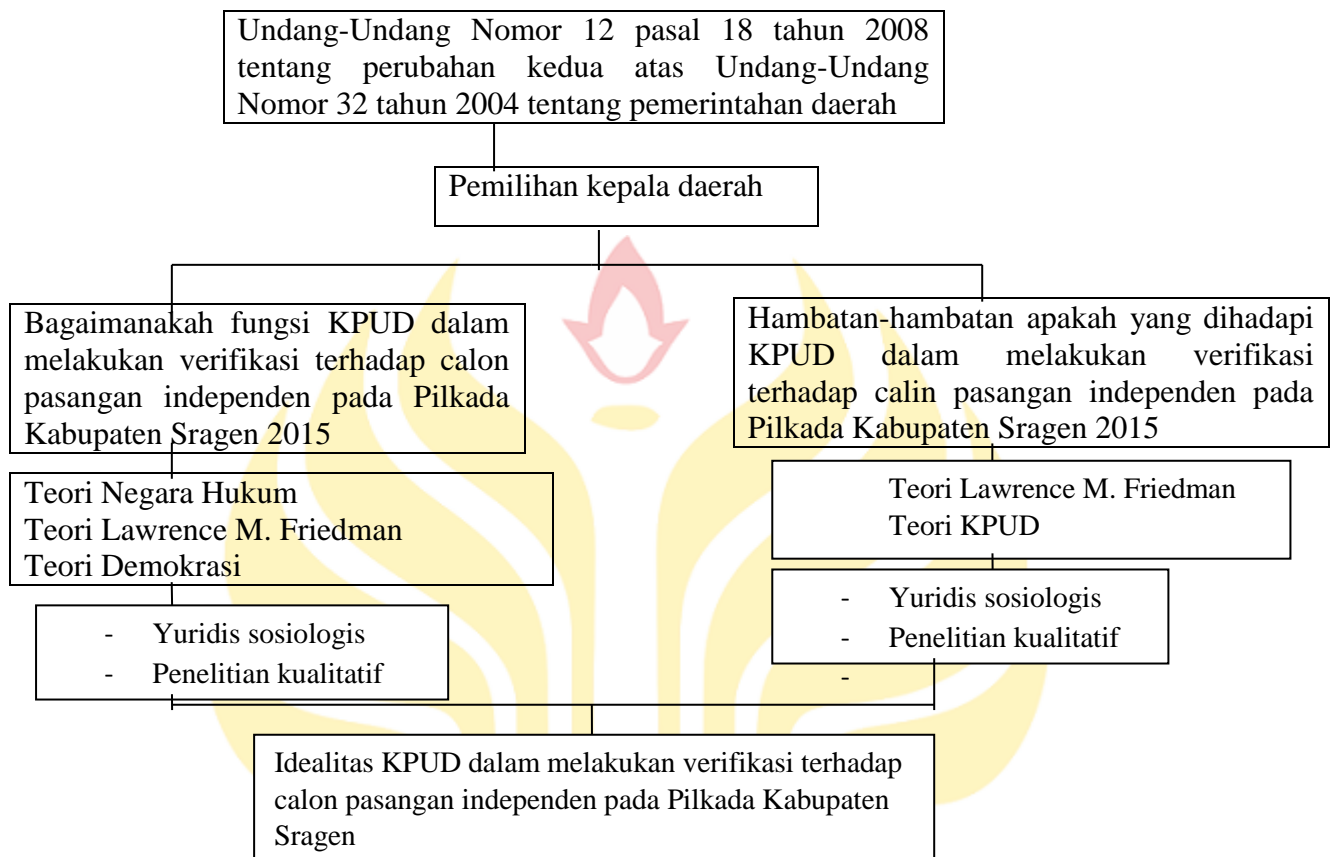 Undang-Undang Nomor 12 pasal 18 tahun 2008
tentang perubahan kedua atas Undang-Undang
Nomor 32 tahun 2004 tentang pemerintahan daerah
Pemilihan kepala daerah
Bagaimanakah fungsi KPUD dalam
melakukan verifikasi terhadap calon
pasangan independen pada Pilkada
Kabupaten Sragen 2015
Hambatan-hambatan apakah yang dihadapi
KPUD dalam melakukan verifikasi
terhadap calin pasangan independen pada
Pilkada Kabupaten Sragen 2015
Teori Negara Hukum
Teori Lawrence M. Friedman
Teori Demokrasi
Teori Lawrence M. Friedman
Teori KPUD
- Yuridis sosiologis
- Penelitian kualitatif
- Yuridis sosiologis
- Penelitian kualitatif
-
Idealitas KPUD dalam melakukan verifikasi terhadap
calon pasangan independen pada Pilkada Kabupaten
Sragen